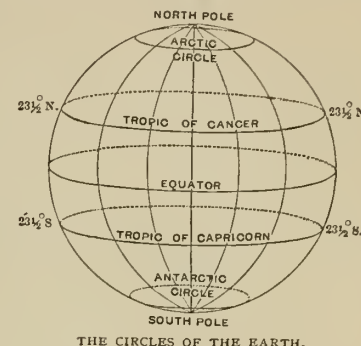 NORTH POLE
ARCTIC
CIRCLE
23½° N.
23½° N
TROPIC OF CANCER
EQUATOR
23½° S
23½° S.
TROPIC OF CAPRICORN
ANTARCTIC
CIRCLE
SOUTH POLE
THE CIRCLES OF THE EARTH.